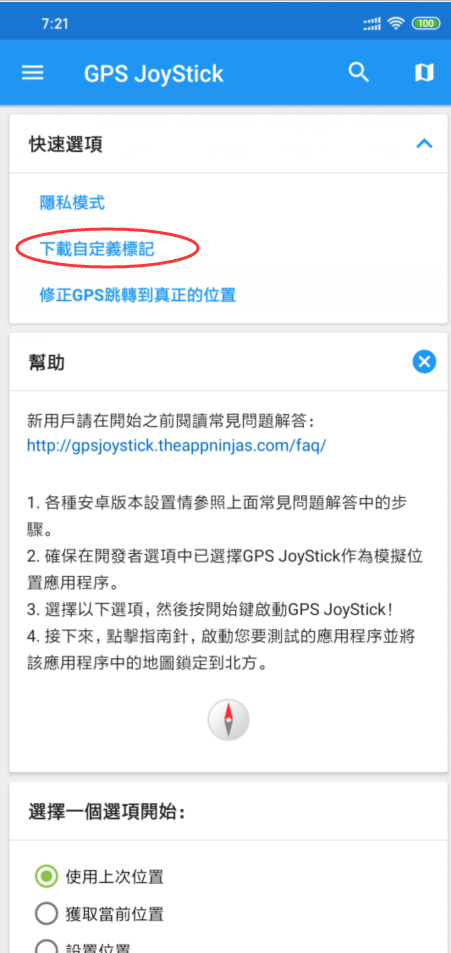 7:21
100
GPS JoyStick
快速選項
隱私模式
下載自定義標記
修正GPS跳轉到真正的位置
幫助
新用戶請在開始之前閱讀常見問題解答：
http://gpsjoystick.theappninjas.com/faq/
1. 各種安卓版本設置情參照上面常見問題解答中的步
驟。
2. 確保在開發者選項中已選擇GPS JoyStick作為模擬位
置應用程序。
3. 選擇以下選項，然後按開始鍵啟動GPS JoyStick！
4. 接下來，點擊指南針，啟動您要測試的應用程序並將
該應用程序中的地圖鎖定到北方。
選擇一個選項開始：
使用上次位置
獲取當前位置
設置位置